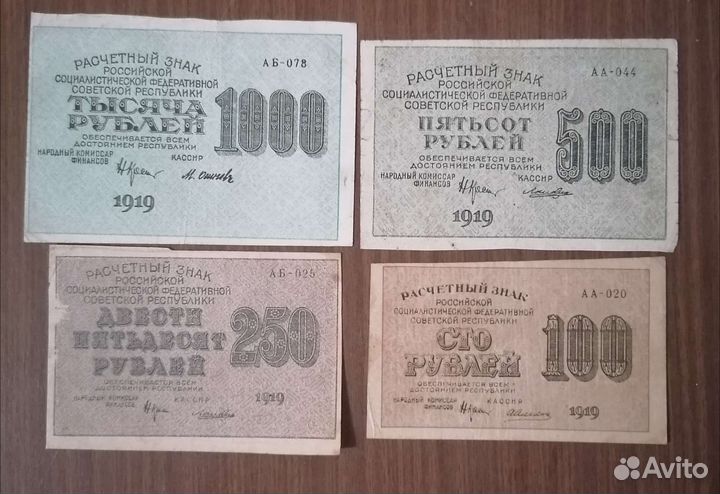 РАСЧЕТНЫЙ ЗНАК
АБ-078
РОССИЙСКОЙ
СОЦИАЛИСТИЧЕСКОЙ ФЕДЕРАТИВНОЙ
СОВЕТСКОЙ РЕСПУБЛИКИ
ТЫСЯЧА
РУБЛЕЙ
1000
ОБЕСПЕЧИВАЕТСЯ ВСЕМ
ДОСТОЯНИЕМ РЕСПУБЛИКИ
НАРОДНЫЙ КОМИССАР
ФИНАНСОВ
КАССИР
1919
РАСЧЕТНЫЙ ЗНАК
АА-044
РОССИЙСКОЙ
СОЦИАЛИСТИЧЕСКОЙ ФЕДЕРАТИВНОЙ
СОВЕТСКОЙ РЕСПУБЛИКИ
ПЯТЬСОТ
РУБЛЕЙ
500
ОБЕСПЕЧИВАЕТСЯ ВСЕМ
ДОСТОЯНИЕМ РЕСПУБЛИКИ
НАРОДНЫЙ КОМИССАР
ФИНАНСОВ
КАССИР
1919
РАСЧЕТНЫЙ ЗНАК
АБ-025
РОССИЙСКОЙ
СОЦИАЛИСТИЧЕСКОЙ ФЕДЕРАТИВНОЙ
СОВЕТСКОЙ РЕСПУБЛИКИ
ДВЕСТИ
ПЯТЬДЕСЯТ
РУБЛЕЙ
250
ОБЕСПЕЧИВАЕТСЯ ВСЕМ
ДОСТОЯНИЕМ РЕСПУБЛИКИ
НАРОДНЫЙ КОМИССАР
ФИНАНСОВ
КАССИР
1919
РАСЧЕТНЫЙ ЗНАК
АА-020
РОССИЙСКОЙ
СОЦИАЛИСТИЧЕСКОЙ ФЕДЕРАТИВНОЙ
СОВЕТСКОЙ РЕСПУБЛИКИ
СТО
РУБЛЕЙ
100
ОБЕСПЕЧИВАЕТСЯ ВСЕМ
ДОСТОЯНИЕМ РЕСПУБЛИКИ
НАРОДНЫЙ КОМИССАР
ФИНАНСОВ
КАССИР
1919
Avito